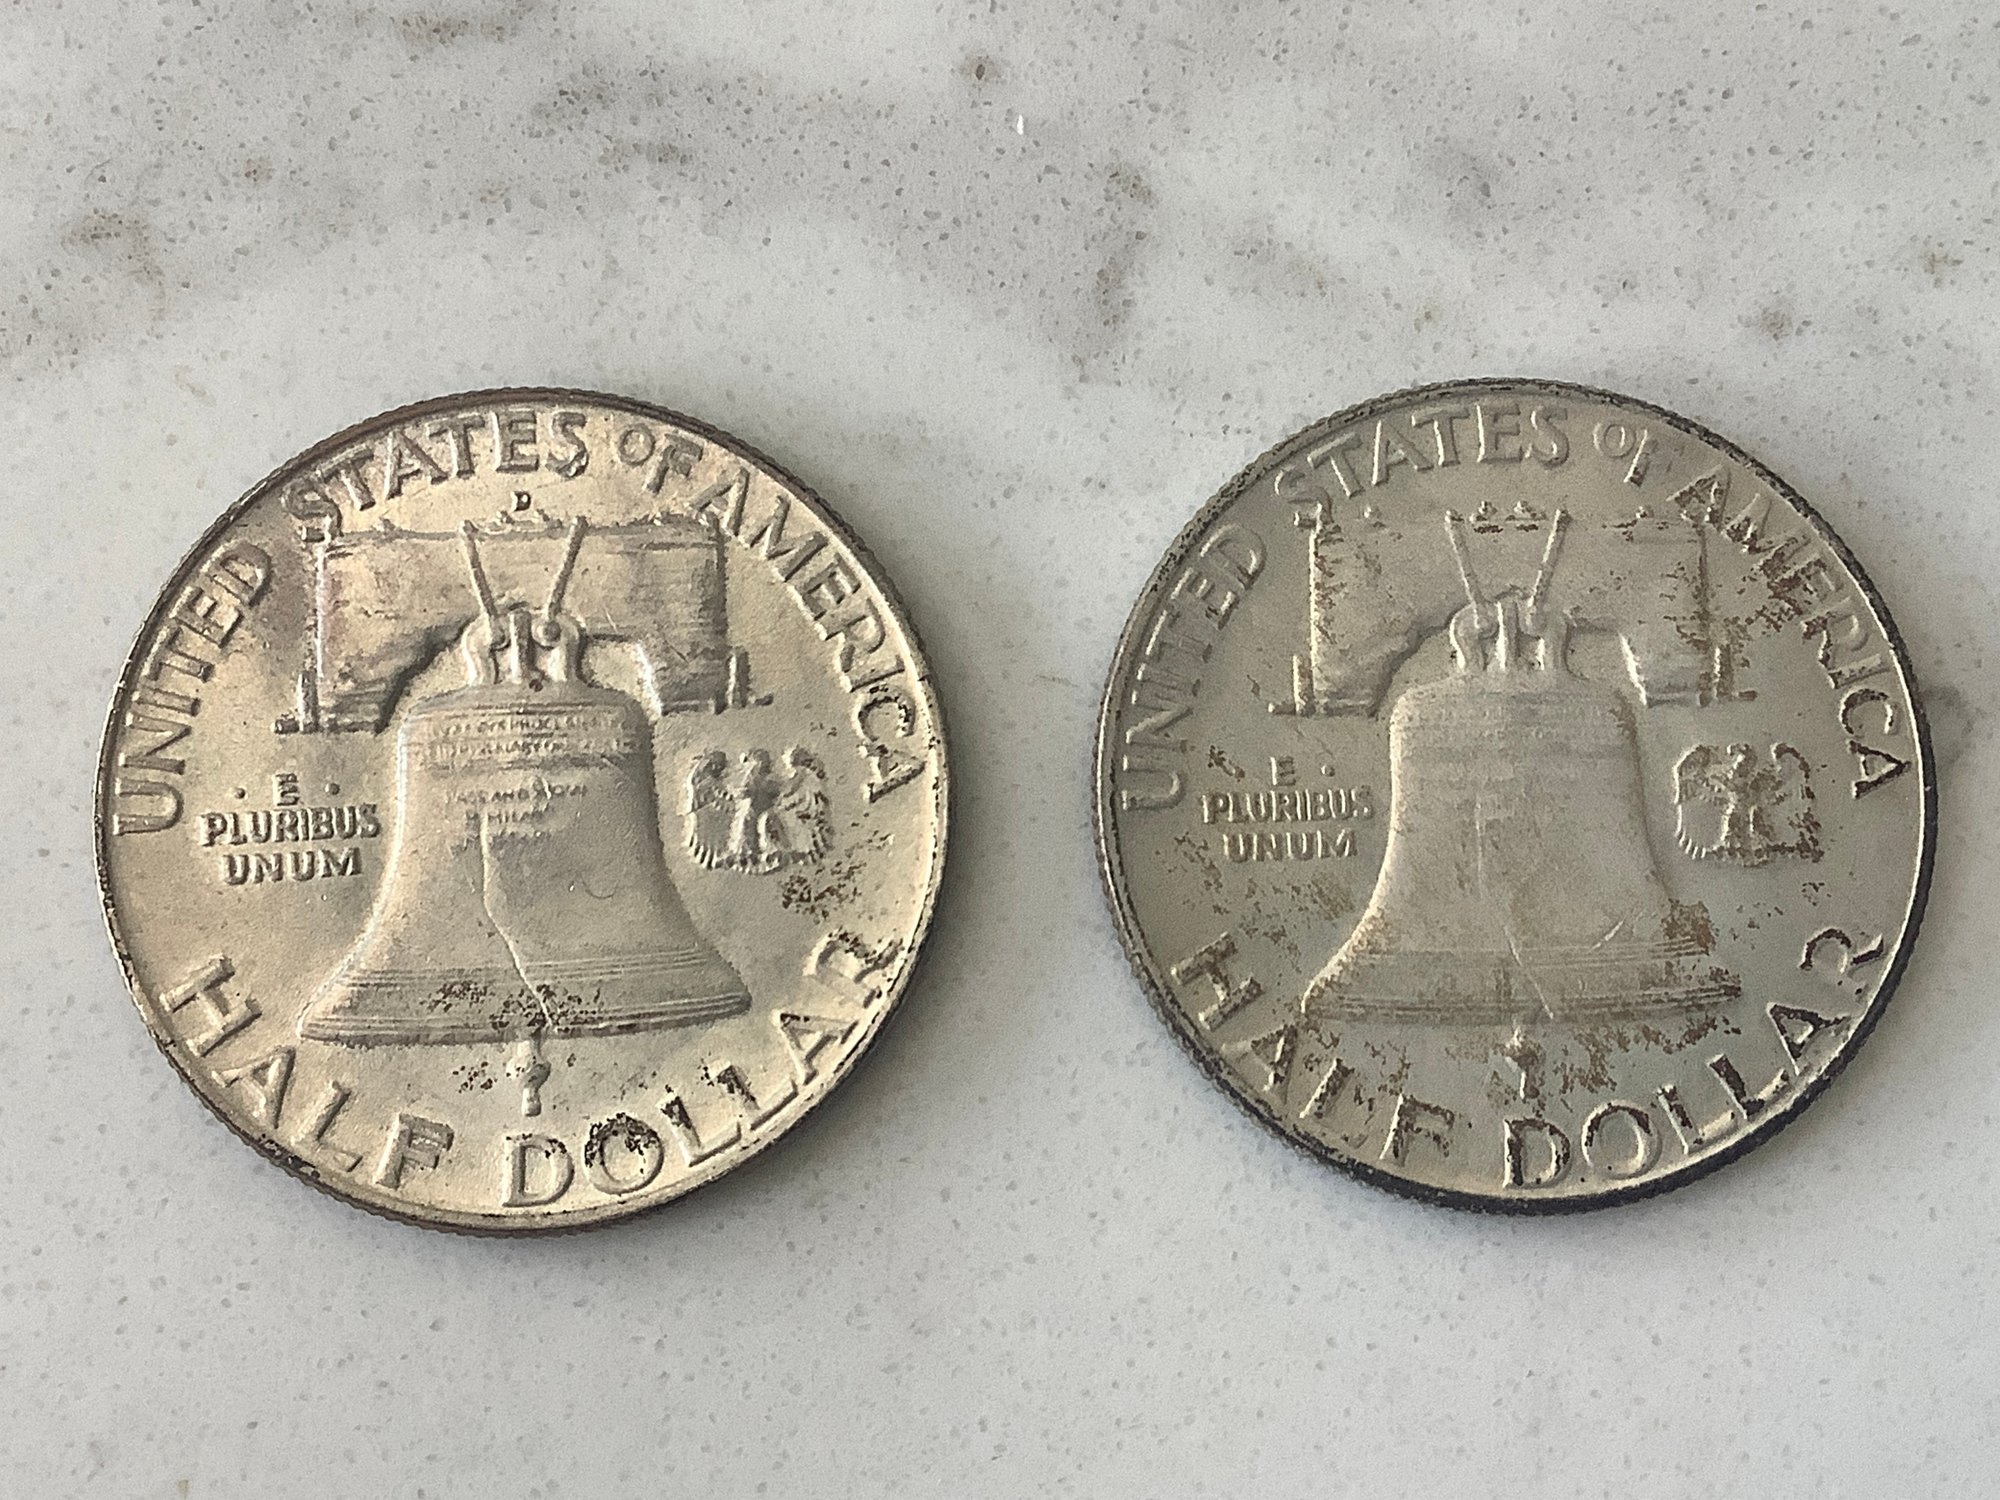 UNITED STATES OF AMERICA
D
· E ·
PLURIBUS
UNUM
HALF DOLLAR
UNITED STATES OF AMERICA
E ·
PLURIBUS
UNUM
HALF DOLLAR